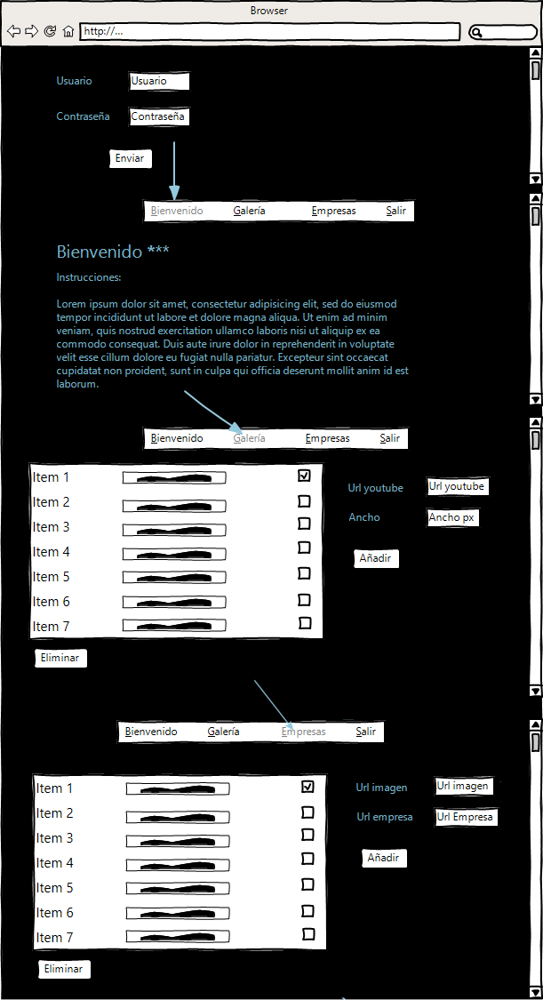 Browser
http://...
Usuario Usuario
Contraseña Contraseña
Enviar
Bienvenido Galería Empresas Salir
Bienvenido ***
Instrucciones:
Lorem ipsum dolor sit amet, consectetur adipisicing elit, sed do eiusmod
tempor incididunt ut labore et dolore magna aliqua. Ut enim ad minim
veniam, quis nostrud exercitation ullamco laboris nisi ut aliquip ex ea
commodo consequat. Duis aute irure dolor in reprehenderit in voluptate
velit esse cillum dolore eu fugiat nulla pariatur. Excepteur sint occaecat
cupidatat non proident, sunt in culpa qui officia deserunt mollit anim id est
laborum.
Bienvenido Galería Empresas Salir
Item 1
Item 2
Item 3
Item 4
Item 5
Item 6
Item 7
Url youtube Url youtube
Ancho Ancho px
Añadir
Eliminar
Bienvenido Galería Empresas Salir
Item 1
Item 2
Item 3
Item 4
Item 5
Item 6
Item 7
Url imagen Url imagen
Url empresa Url Empresa
Añadir
Eliminar